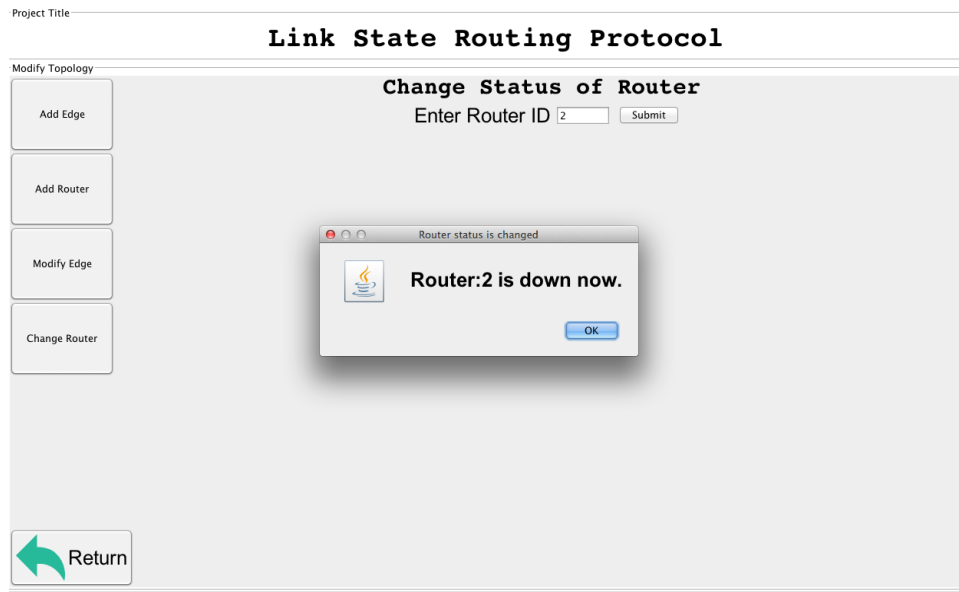 Project Title
Link State Routing Protocol
Modify Topology
Change Status of Router
Enter Router ID 2 Submit
Add Edge
Add Router
Modify Edge
Change Router
Router status is changed
Router:2 is down now.
OK
Return